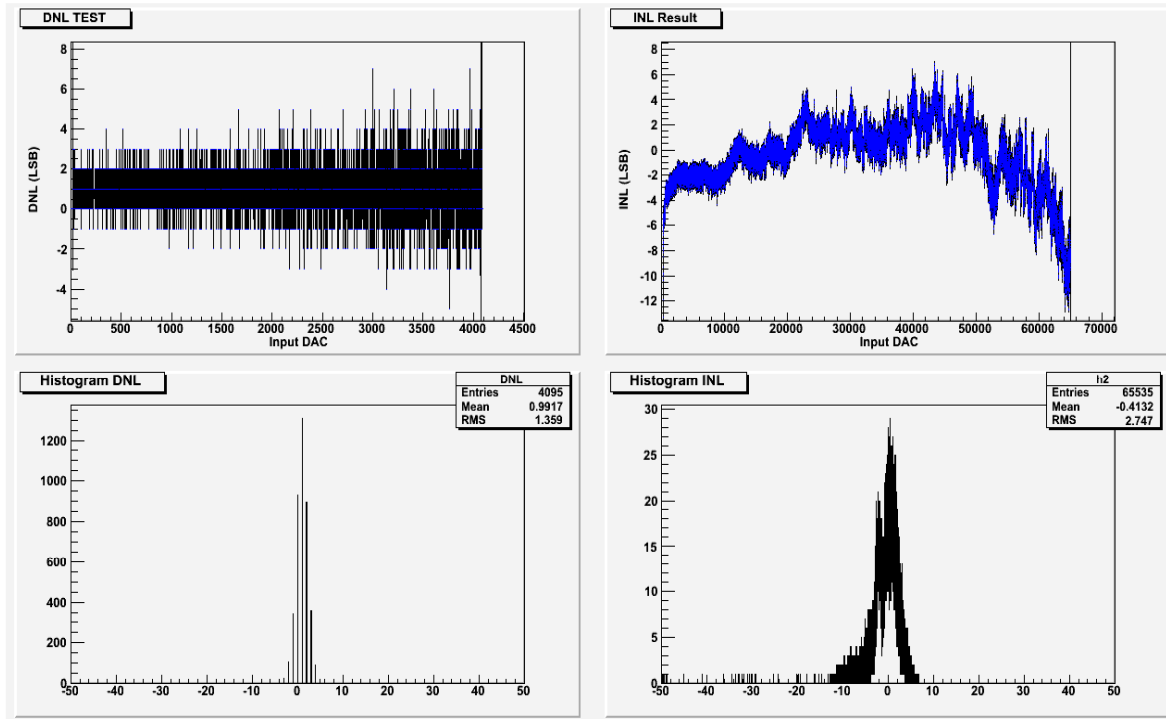 DNL TEST
DNL (LSB)
8
6
4
2
0
-2
-4
0 500 1000 1500 2000 2500 3000 3500 4000 4500
Input DAC
INL Result
INL (LSB)
8
6
4
2
0
-2
-4
-6
-8
-10
-12
0 10000 20000 30000 40000 50000 60000 70000
Input DAC
Histogram DNL
DNL
Entries 4095
Mean 0.9917
RMS 1.359
1200
1000
800
600
400
200
0
-50 -40 -30 -20 -10 0 10 20 30 40 50
Histogram INL
h2
Entries 65535
Mean -0.4132
RMS 2.747
30
25
20
15
10
5
0
-50 -40 -30 -20 -10 0 10 20 30 40 50